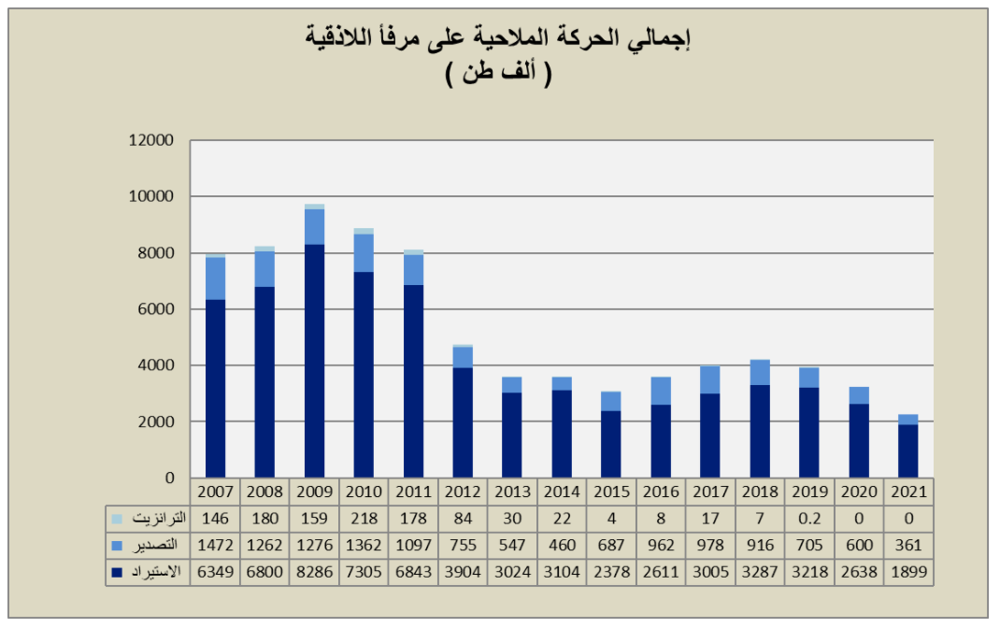 إجمالي الحركة الملاحية على مرفأ اللاذقية
( ألف طن )
12000
10000
8000
6000
4000
2000
0
2007 2008 2009 2010 2011 2012 2013 2014 2015 2016 2017 2018 2019 2020 2021
الترانزيت 146 180 159 218 178 84 30 22 4 8 17 7 0.2 0 0
التصدير 1472 1262 1276 1362 1097 755 547 460 687 962 978 916 705 600 361
الاستيراد 6349 6800 8286 7305 6843 3904 3024 3104 2378 2611 3005 3287 3218 2638 1899